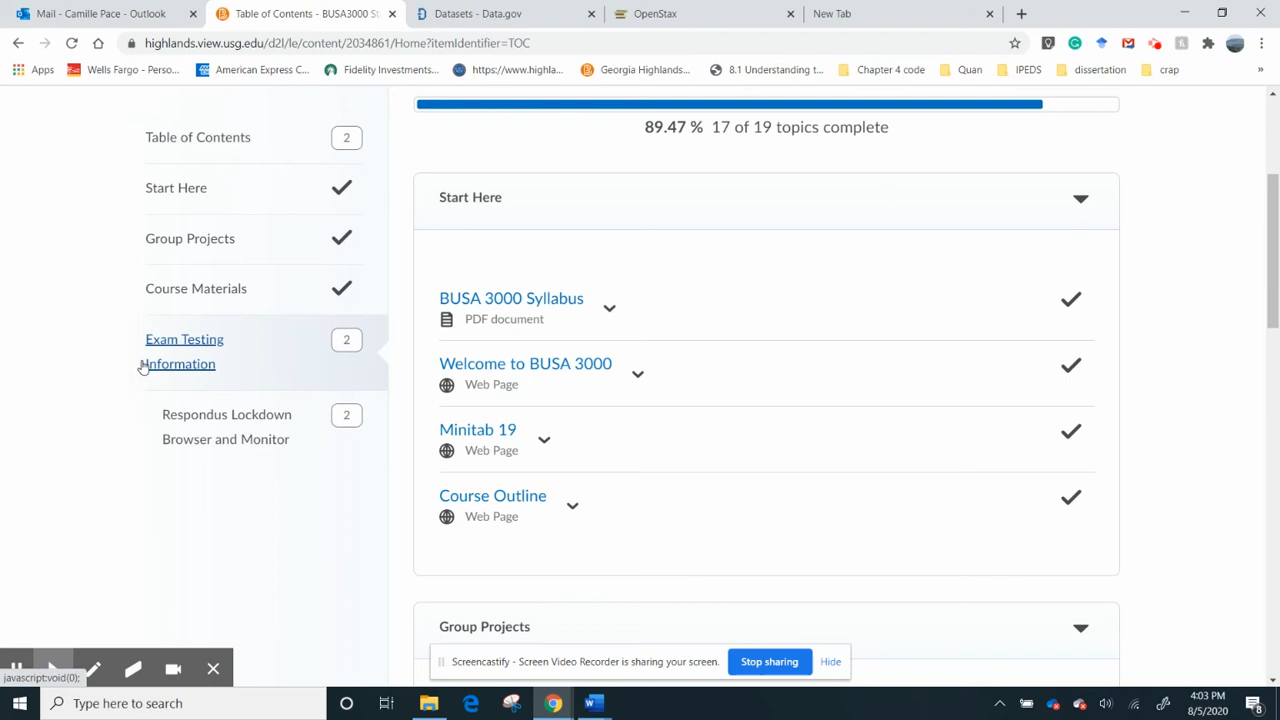 Mail - Camille Pace - Outlook
Table of Contents - BUSA3000 St
Datasets - Data.gov
OpenStax
New Tab
highlands.view.usg.edu/d2l/le/content/2034861/Home?itemIdentifier=TOC
Apps
Wells Fargo - Perso...
American Express C...
Fidelity Investments...
https://www.highla...
Georgia Highlands...
8.1 Understanding t...
Chapter 4 code
Quan
IPEDS
dissertation
crap
»
Table of Contents
2
Start Here
Group Projects
Course Materials
Exam Testing
Information
2
Respondus Lockdown
Browser and Monitor
2
89.47 % 17 of 19 topics complete
Start Here
BUSA 3000 Syllabus
PDF document
Welcome to BUSA 3000
Web Page
Minitab 19
Web Page
Course Outline
Web Page
Group Projects
Screencastify - Screen Video Recorder is sharing your screen.
Stop sharing
Hide
javascript:void(0);
Type here to search
4:03 PM
8/5/2020
8